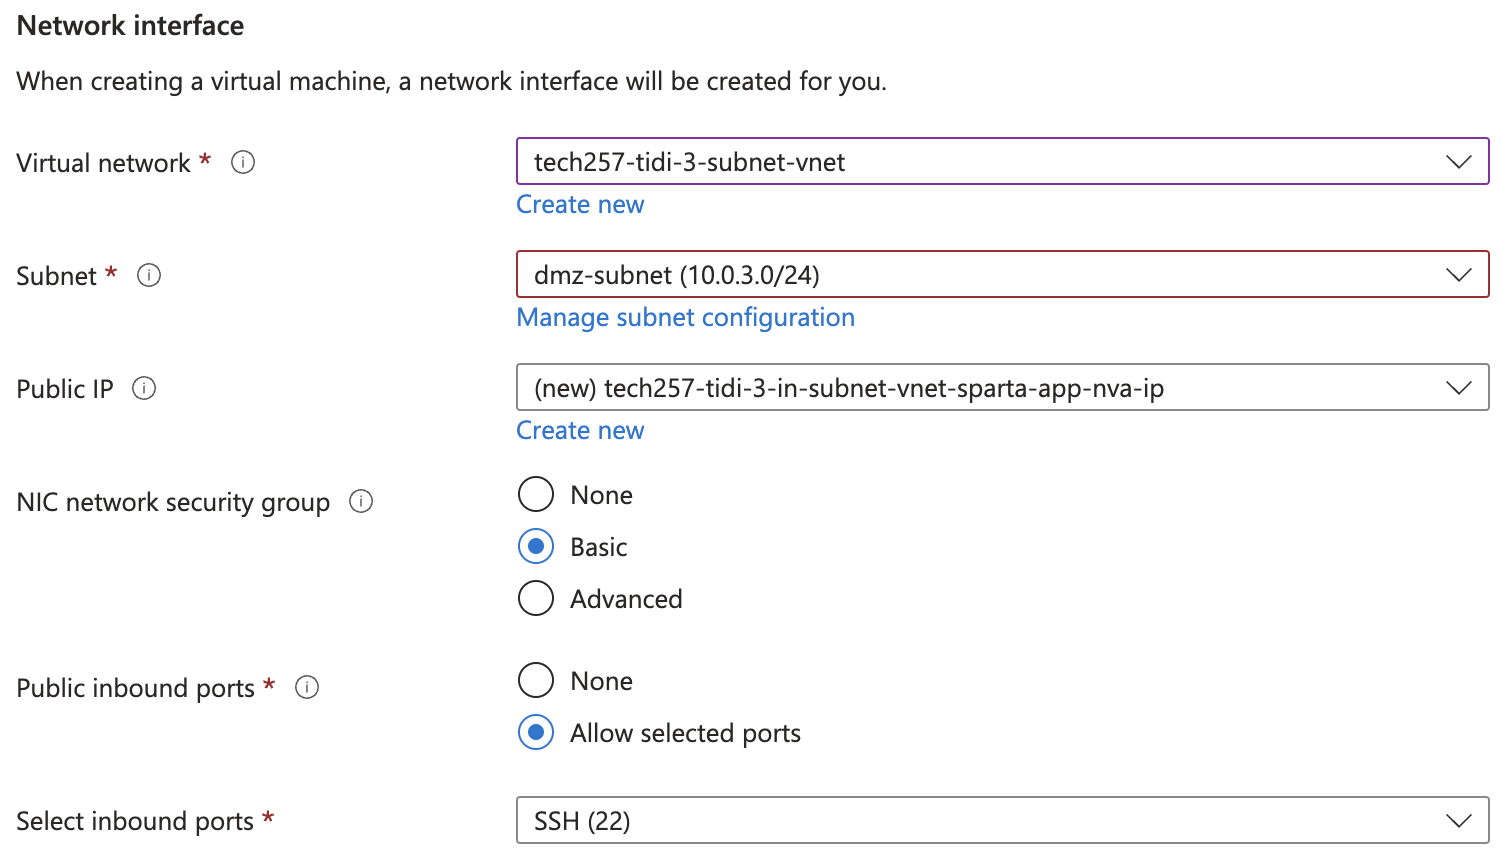 Network interface
When creating a virtual machine, a network interface will be created for you.
Virtual network *
tech257-tidi-3-subnet-vnet
Create new
Subnet *
dmz-subnet (10.0.3.0/24)
Manage subnet configuration
Public IP
(new) tech257-tidi-3-in-subnet-vnet-sparta-app-nva-ip
Create new
NIC network security group
None
Basic
Advanced
Public inbound ports *
None
Allow selected ports
Select inbound ports *
SSH (22)